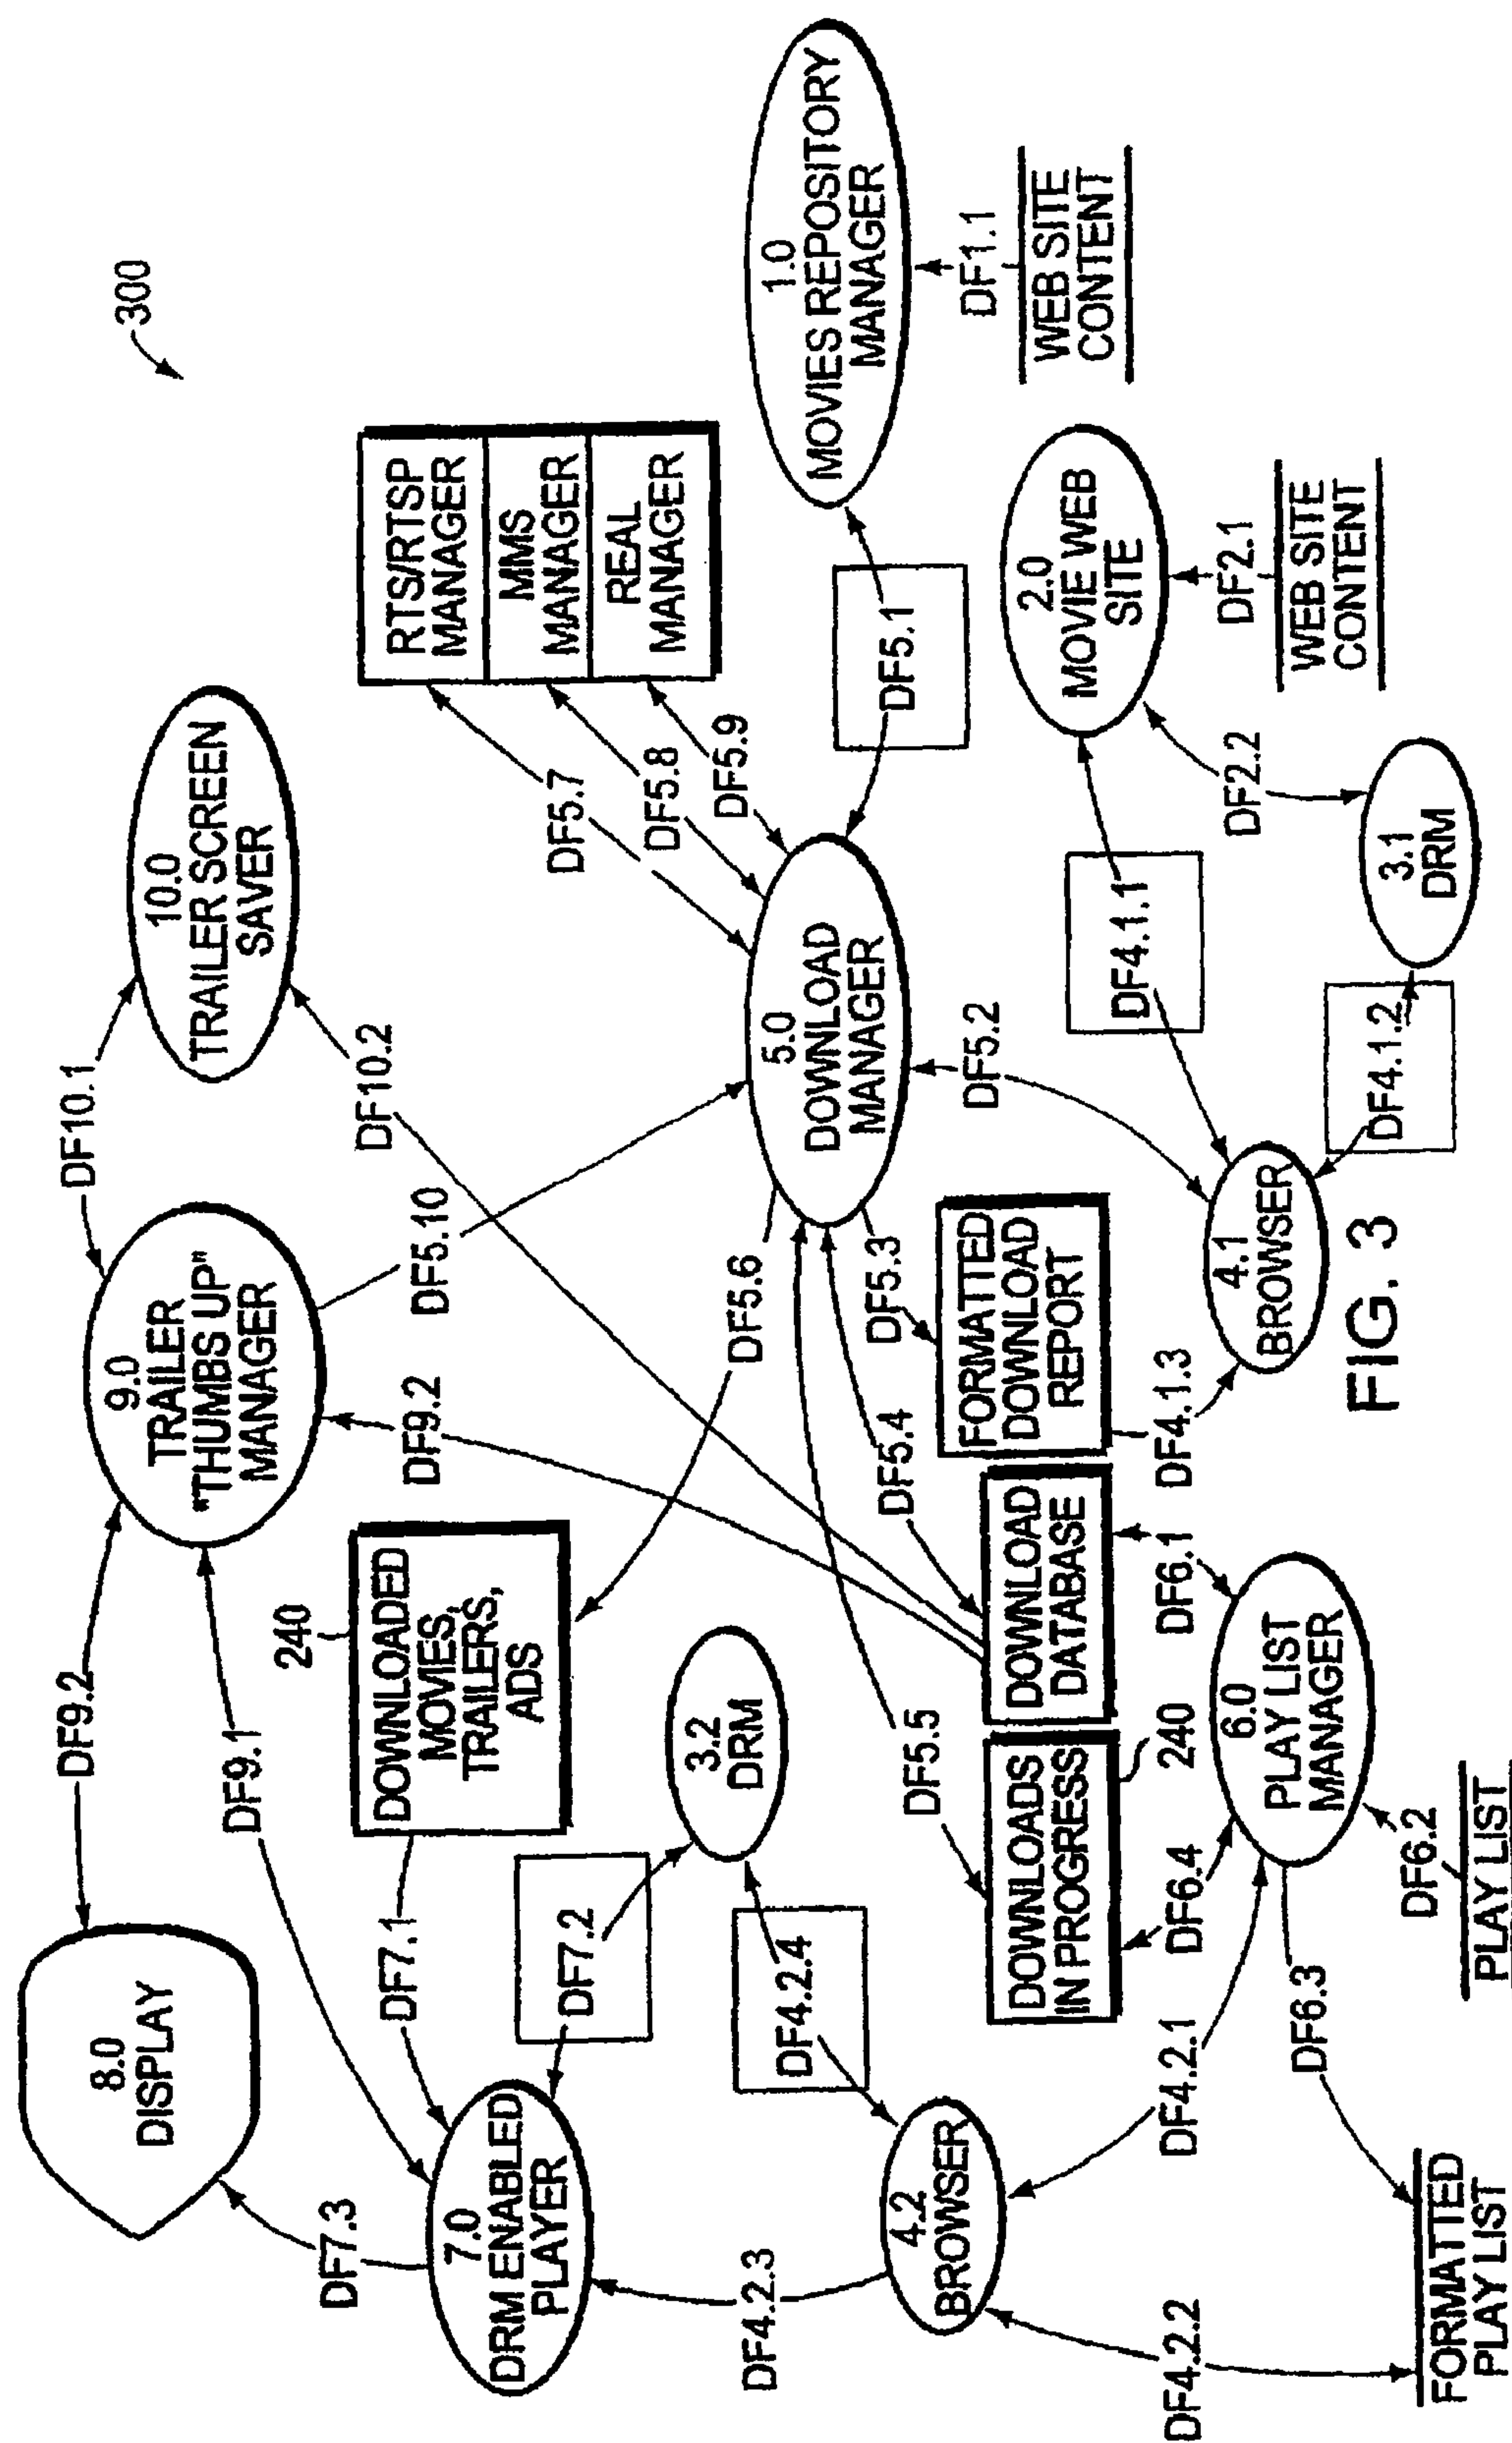 300
8.0
DISPLAY
DF9.2
9.0
TRAILER
"THUMBS UP"
MANAGER
DF10.1
10.0
TRAILER SCREEN
SAVER
DF7.3
DF9.1
240
DOWNLOADED
MOVIES,
TRAILERS,
ADS
DF9.2
DF5.10
DF10.2
RTS/RTSP
MANAGER
MMS
MANAGER
REAL
MANAGER
DF5.7
DF5.8
DF5.9
7.0
DRM ENABLED
PLAYER
DF7.1
DF7.2
3.2
DRM
DF5.6
5.0
DOWNLOAD
MANAGER
DF5.1
1.0
MOVIES REPOSITORY
MANAGER
DF1.1
WEB SITE
CONTENT
DF4.2.3
DF4.2.4
4.2
BROWSER
DF5.5
DF5.4
DF5.3
DF5.2
DOWNLOADS
IN PROGRESS
DOWNLOAD
DATABASE
FORMATTED
DOWNLOAD
REPORT
DF4.1.1
2.0
MOVIE WEB
SITE
DF2.1
WEB SITE
CONTENT
DF4.2.2
DF4.2.1
DF6.4
240
DF6.1
DF4.1.3
4.1
BROWSER
DF2.2
3.1
DRM
DF4.1.2
6.0
PLAY LIST
MANAGER
DF6.3
DF6.2
FORMATTED
PLAY LIST
PLAY LIST
FIG. 3